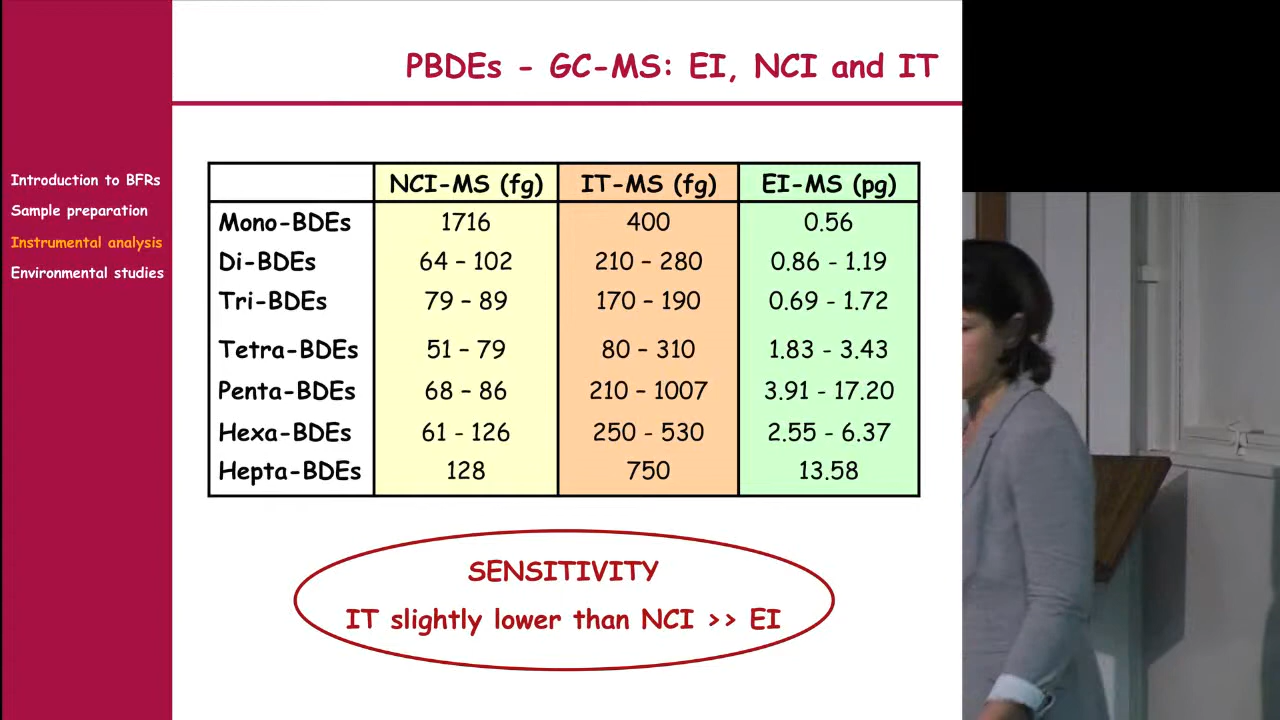 PBDEs - GC-MS: EI, NCI and IT
Introduction to BFRs
Sample preparation
Instrumental analysis
Environmental studies
NCI-MS (fg) IT-MS (fg) EI-MS (pg)
Mono-BDEs 1716 400 0.56
Di-BDEs 64 – 102 210 – 280 0.86 - 1.19
Tri-BDEs 79 – 89 170 – 190 0.69 - 1.72
Tetra-BDEs 51 – 79 80 – 310 1.83 - 3.43
Penta-BDEs 68 – 86 210 – 1007 3.91 - 17.20
Hexa-BDEs 61 - 126 250 - 530 2.55 - 6.37
Hepta-BDEs 128 750 13.58
SENSITIVITY
IT slightly lower than NCI >> EI